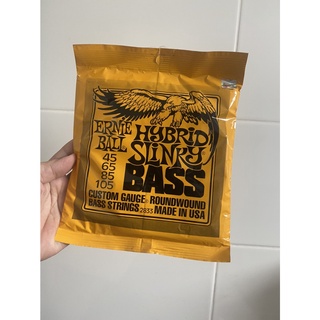 ERNIE
BALL
HYBRID
SLINKY
BASS
45
65
85
105
CUSTOM GAUGE · ROUNDWOUND
BASS STRINGS 2833 MADE IN USA